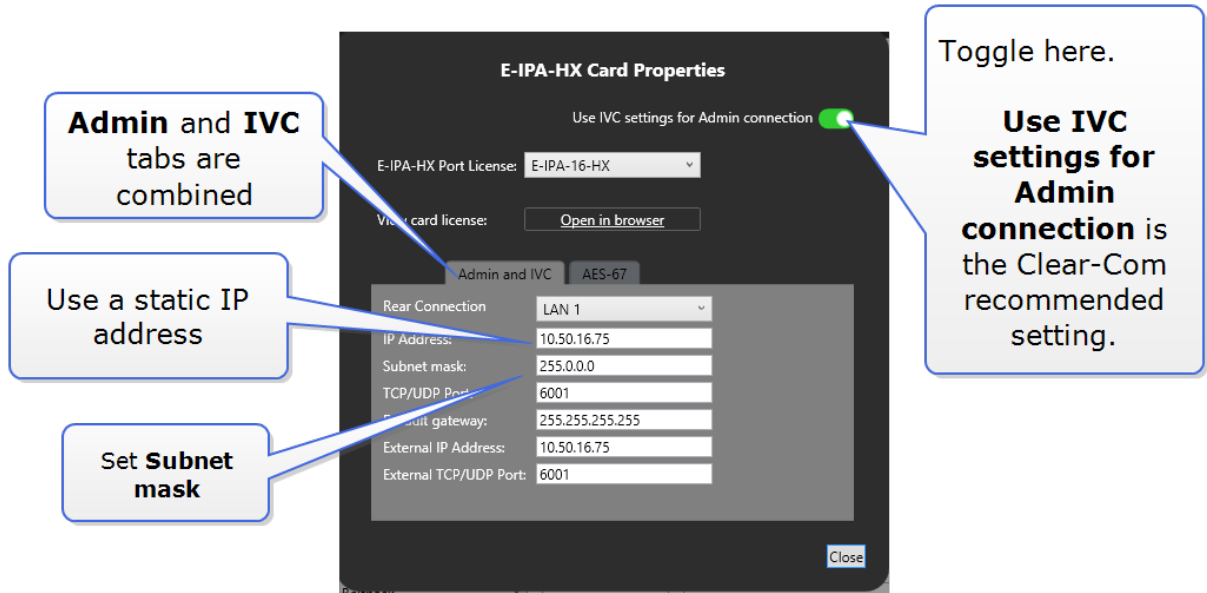 E-IPA-HX Card Properties
Use IVC settings for Admin connection
E-IPA-HX Port License: E-IPA-16-HX
View card license: Open in browser
Admin and IVC AES-67
Rear Connection LAN 1
IP Address: 10.50.16.75
Subnet mask: 255.0.0.0
TCP/UDP Port: 6001
Default gateway: 255.255.255.255
External IP Address: 10.50.16.75
External TCP/UDP Port: 6001
Close
Admin and IVC
tabs are
combined
Use a static IP
address
Set Subnet
mask
Toggle here.
Use IVC
settings for
Admin
connection is
the Clear-Com
recommended
setting.